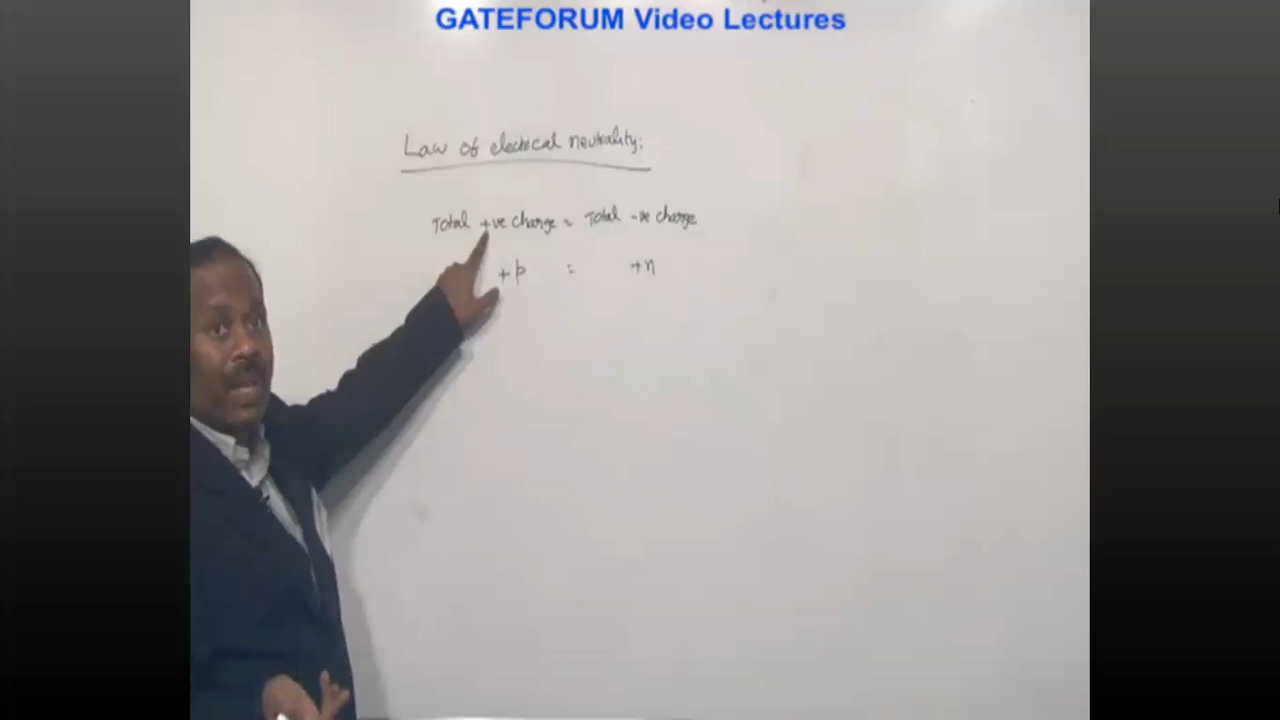 GATEFORUM Video Lectures
Law of electrical neutrality:
Total +ve charge = Total -ve charge
+p = +n